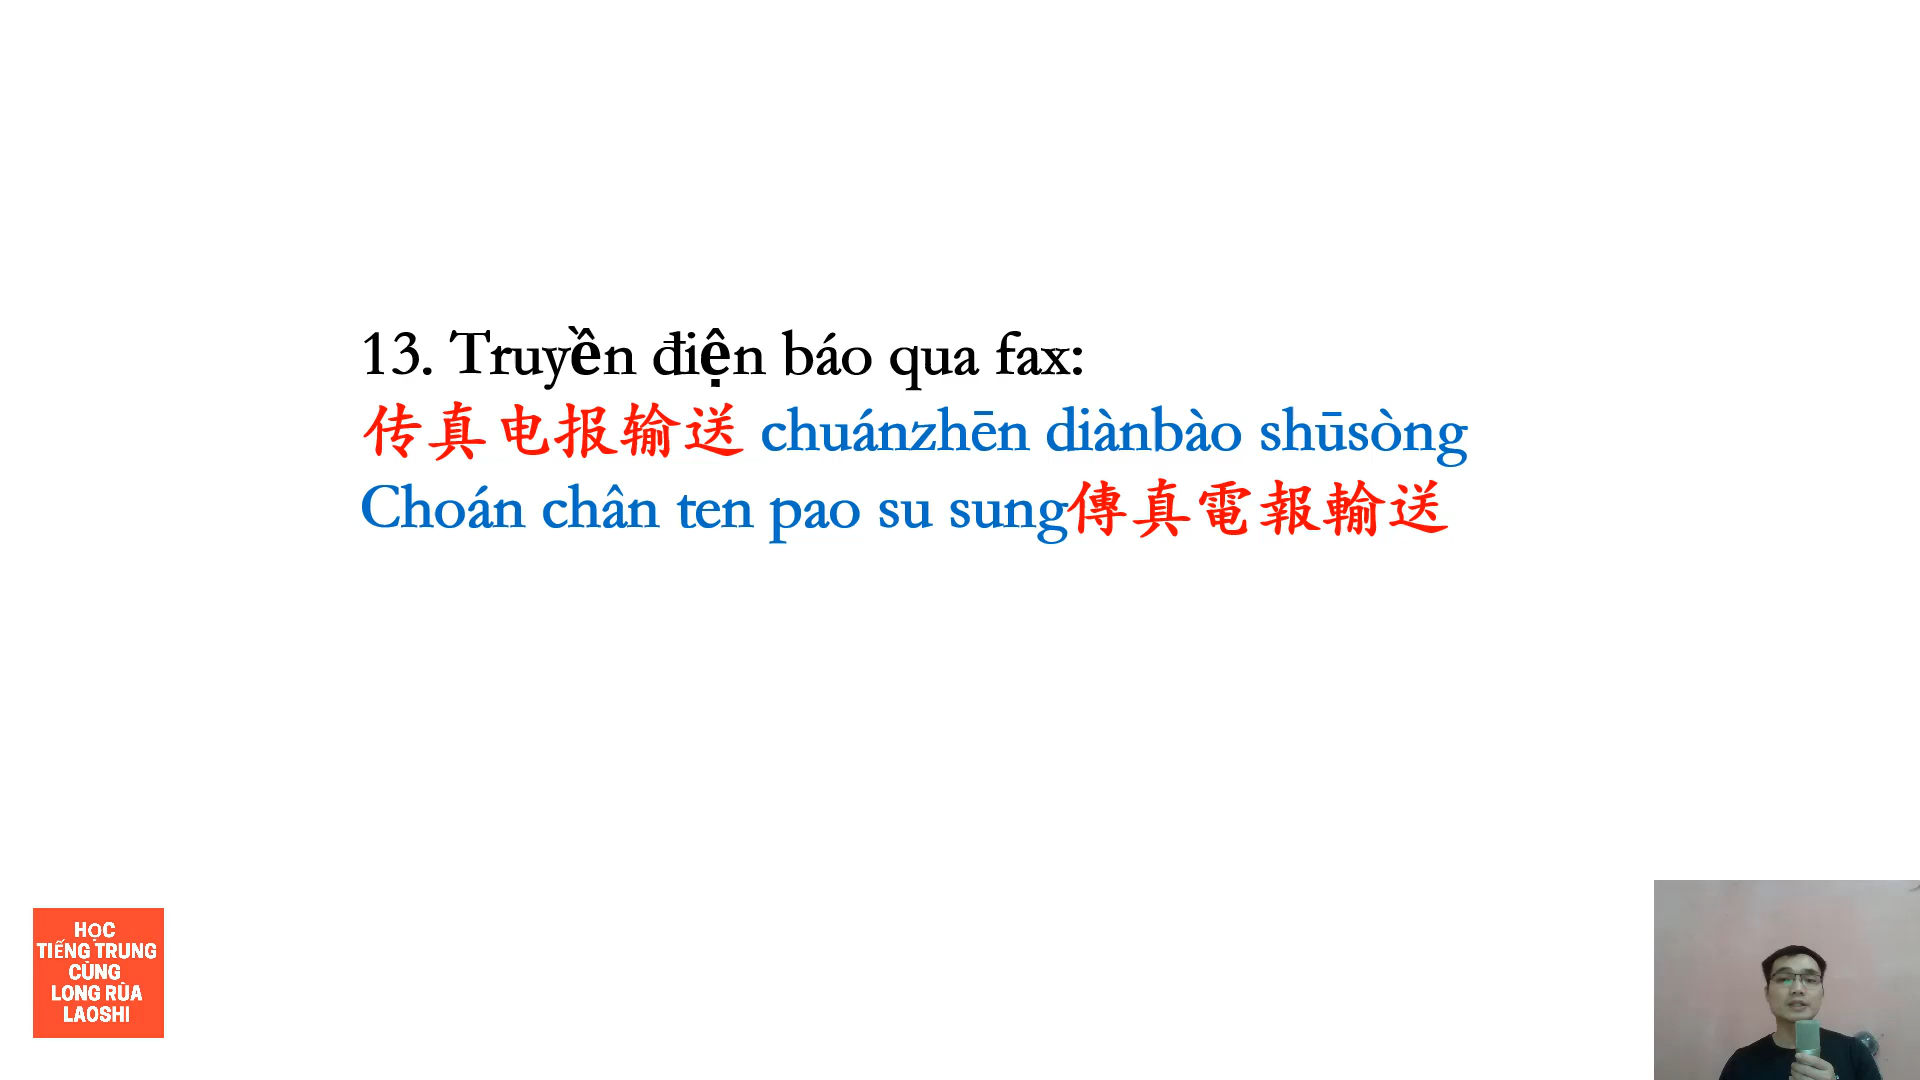 13. Truyền điện báo qua fax:
传真电报输送 chuánzhēn diànbào shūsòng
Choán chân ten pao su sung傳真電報輸送
HỌC
TIẾNG TRUNG
CÙNG
LONG RÙA
LAOSHI